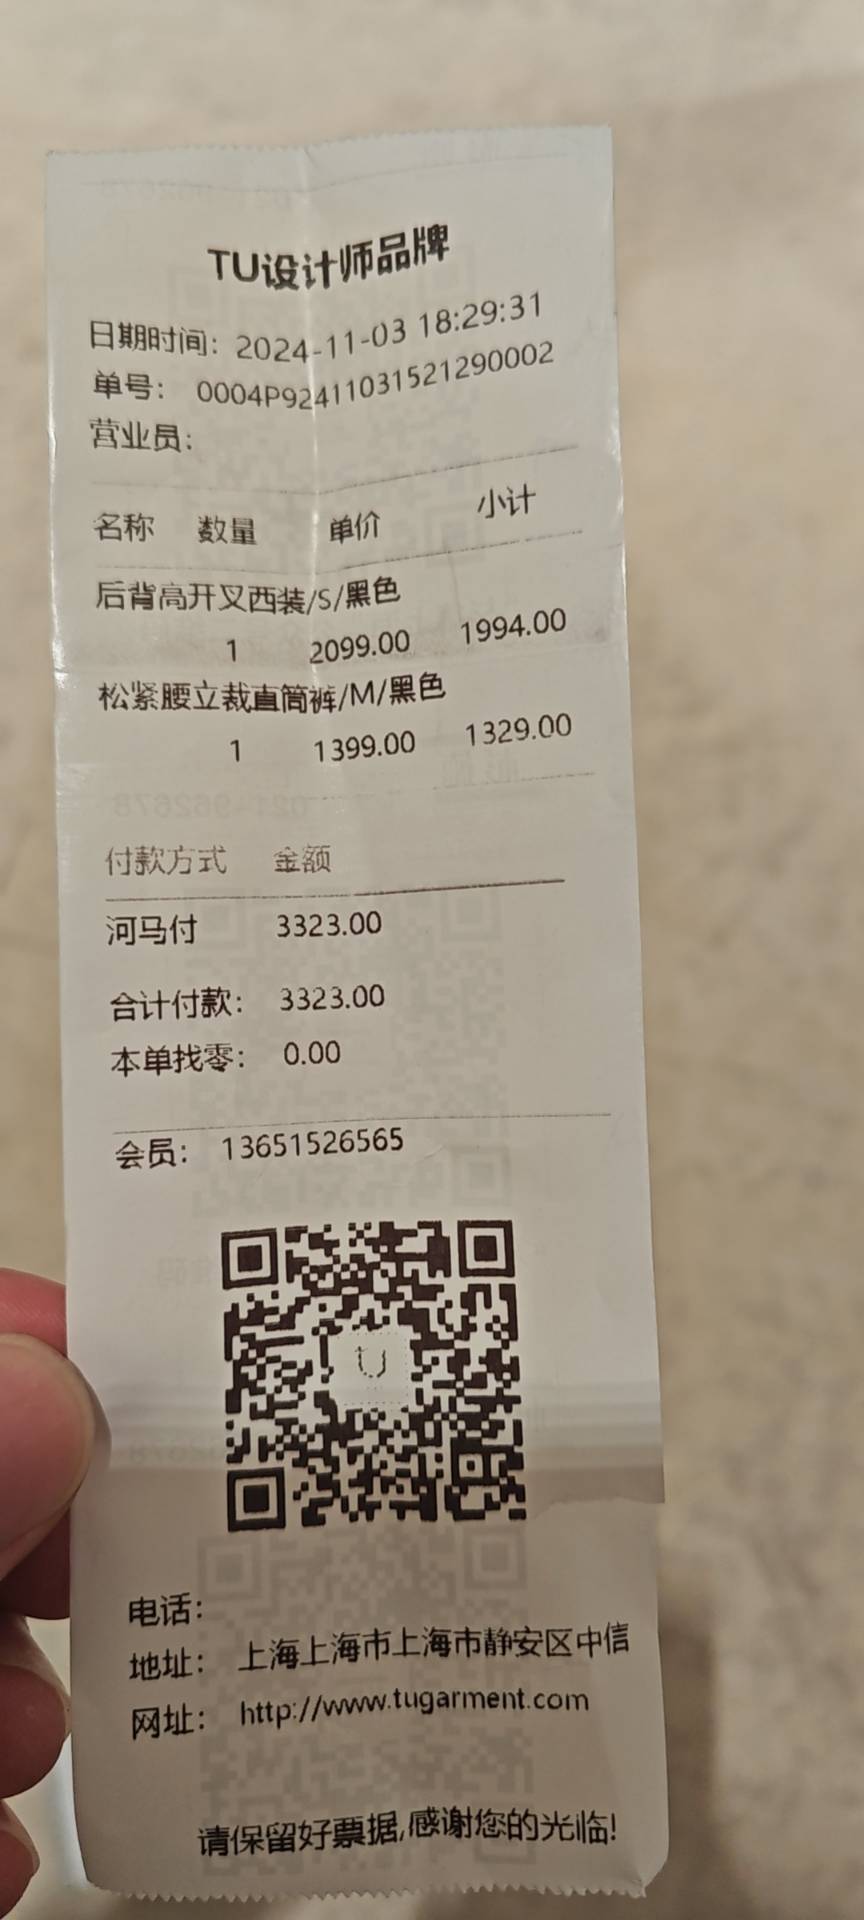 TU设计师品牌
日期时间: 2024-11-03 18:29:31
单号: 0004P92411031521290002
营业员:
名称 数量 单价 小计
后背高开叉西装/S/黑色
1 2099.00 1994.00
松紧腰立裁直筒裤/M/黑色
1 1399.00 1329.00
付款方式 金额
河马付 3323.00
合计付款: 3323.00
本单找零: 0.00
会员: 13651526565
U
电话:
地址: 上海上海市上海市静安区中信
网址: http://www.tugarment.com
请保留好票据,感谢您的光临!